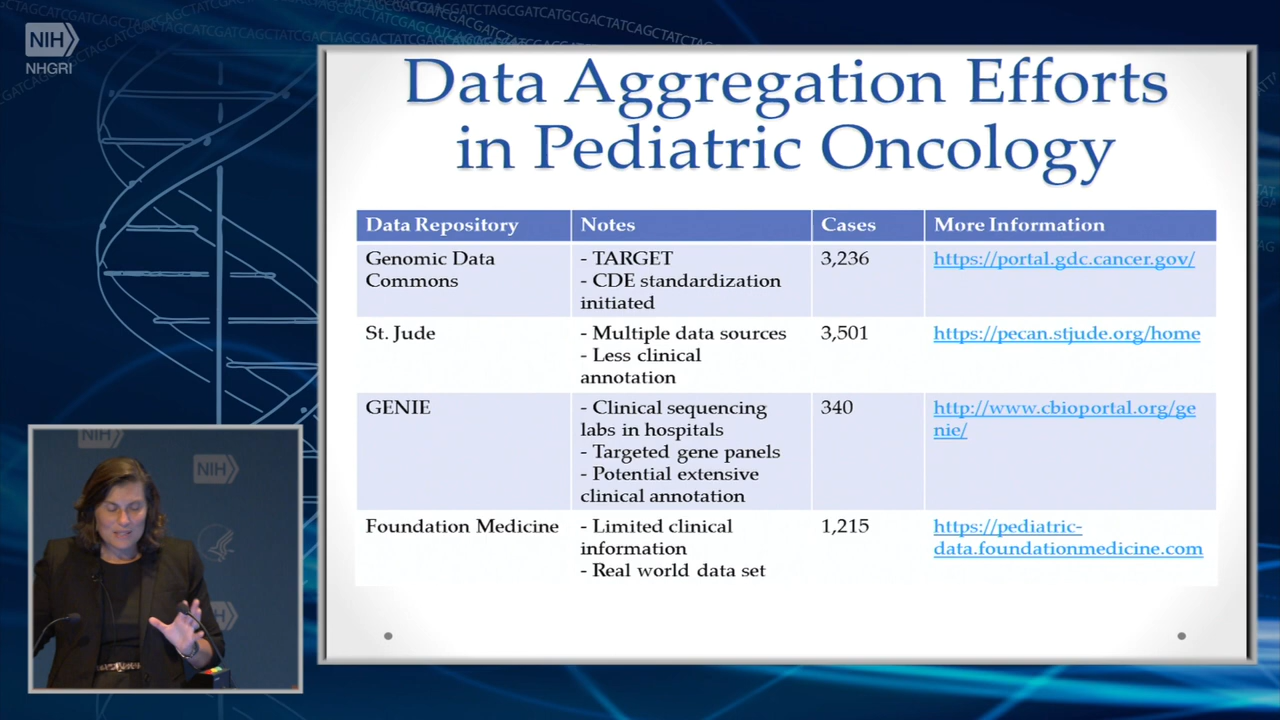 NIH
NHGRI
Data Aggregation Efforts
in Pediatric Oncology
Data Repository
Notes
Cases
More Information
Genomic Data
Commons
- TARGET
- CDE standardization
initiated
3,236
https://portal.gdc.cancer.gov/
St. Jude
- Multiple data sources
- Less clinical
annotation
3,501
https://pecan.stjude.org/home
GENIE
- Clinical sequencing
labs in hospitals
- Targeted gene panels
- Potential extensive
clinical annotation
340
http://www.cbioportal.org/ge
nie/
Foundation Medicine
- Limited clinical
information
- Real world data set
1,215
https://pediatric-
data.foundationmedicine.com
NIH
NIH